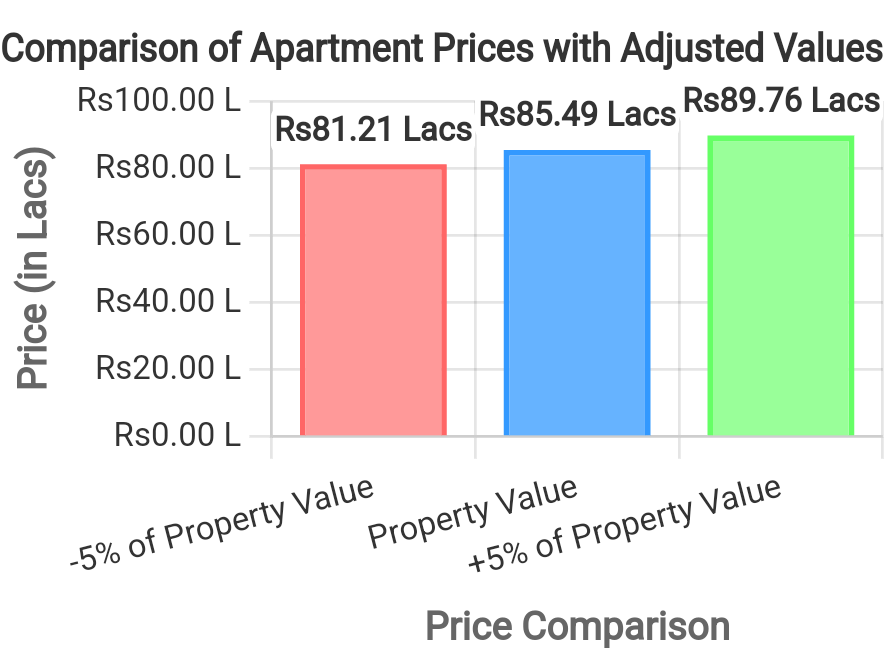 Comparison of Apartment Prices with Adjusted Values
Rs100.00 L
Rs80.00 L
Rs60.00 L
Rs40.00 L
Rs20.00 L
Rs0.00 L
Price (in Lacs)
Rs81.21 Lacs
Rs85.49 Lacs
Rs89.76 Lacs
-5% of Property Value
Property Value
+5% of Property Value
Price Comparison